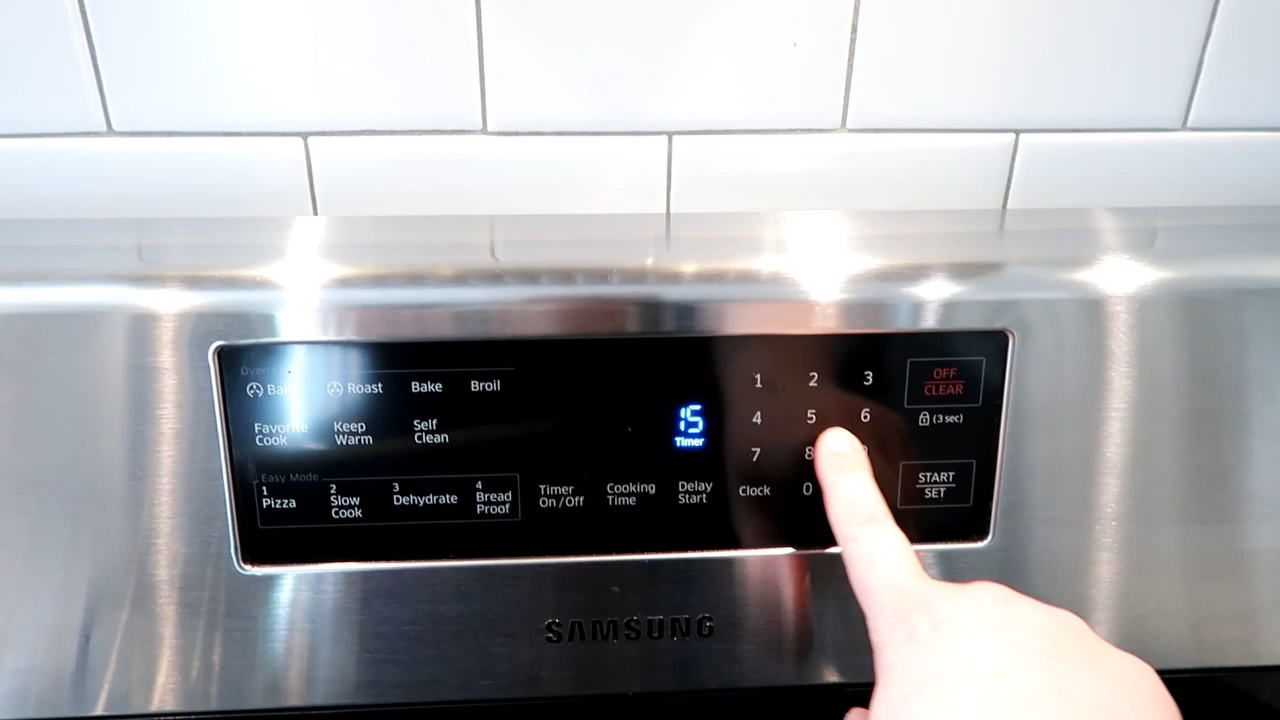 Oven
Roast
Bake
Broil
Favorite
Cook
Keep
Warm
Self
Clean
Easy Mode
1
Pizza
2
Slow
Cook
3
Dehydrate
4
Bread
Proof
15
Timer
Timer
On/Off
Cooking
Time
Delay
Start
1 2 3
4 5 6
7 8
Clock 0
OFF
CLEAR
(3 sec)
START
SET
SAMSUNG